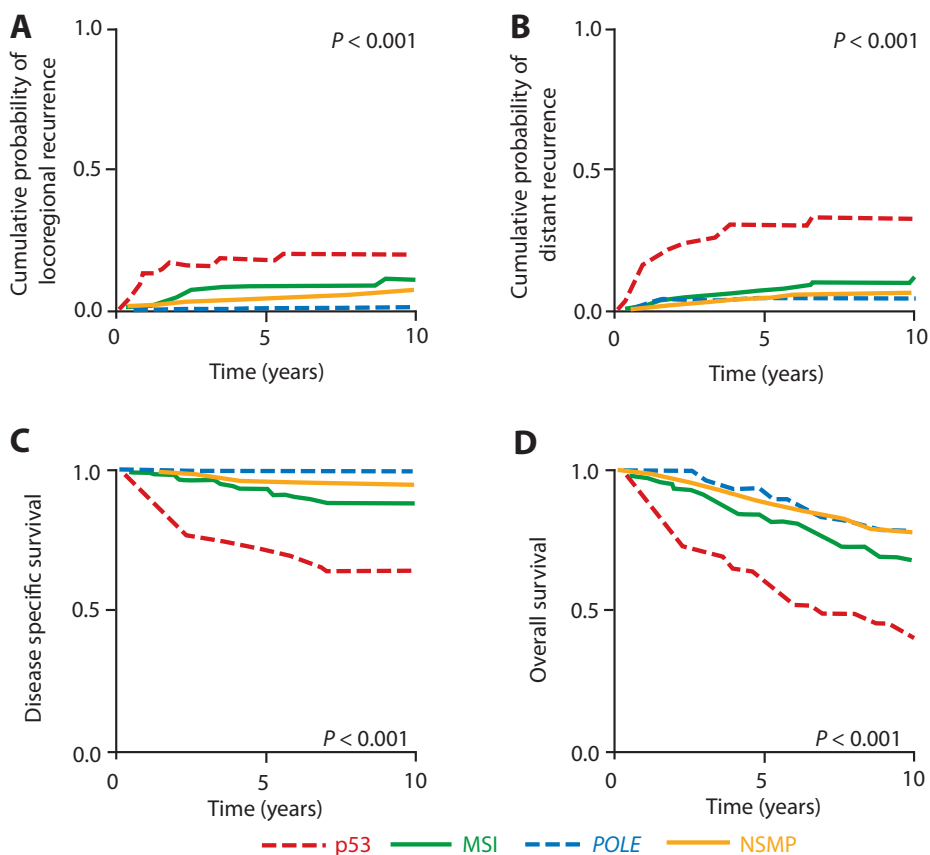 A
1.0
P < 0.001
Cumulative probability of
locoregional recurrence
0.5
0.0
0
5
10
Time (years)
B
1.0
P < 0.001
Cumulative probability of
distant recurrence
0.5
0.0
0
5
10
Time (years)
C
1.0
Disease specific survival
0.5
0.0
P < 0.001
0
5
10
Time (years)
D
1.0
Overall survival
0.5
0.0
P < 0.001
0
5
10
Time (years)
p53 MSI POLE NSMP